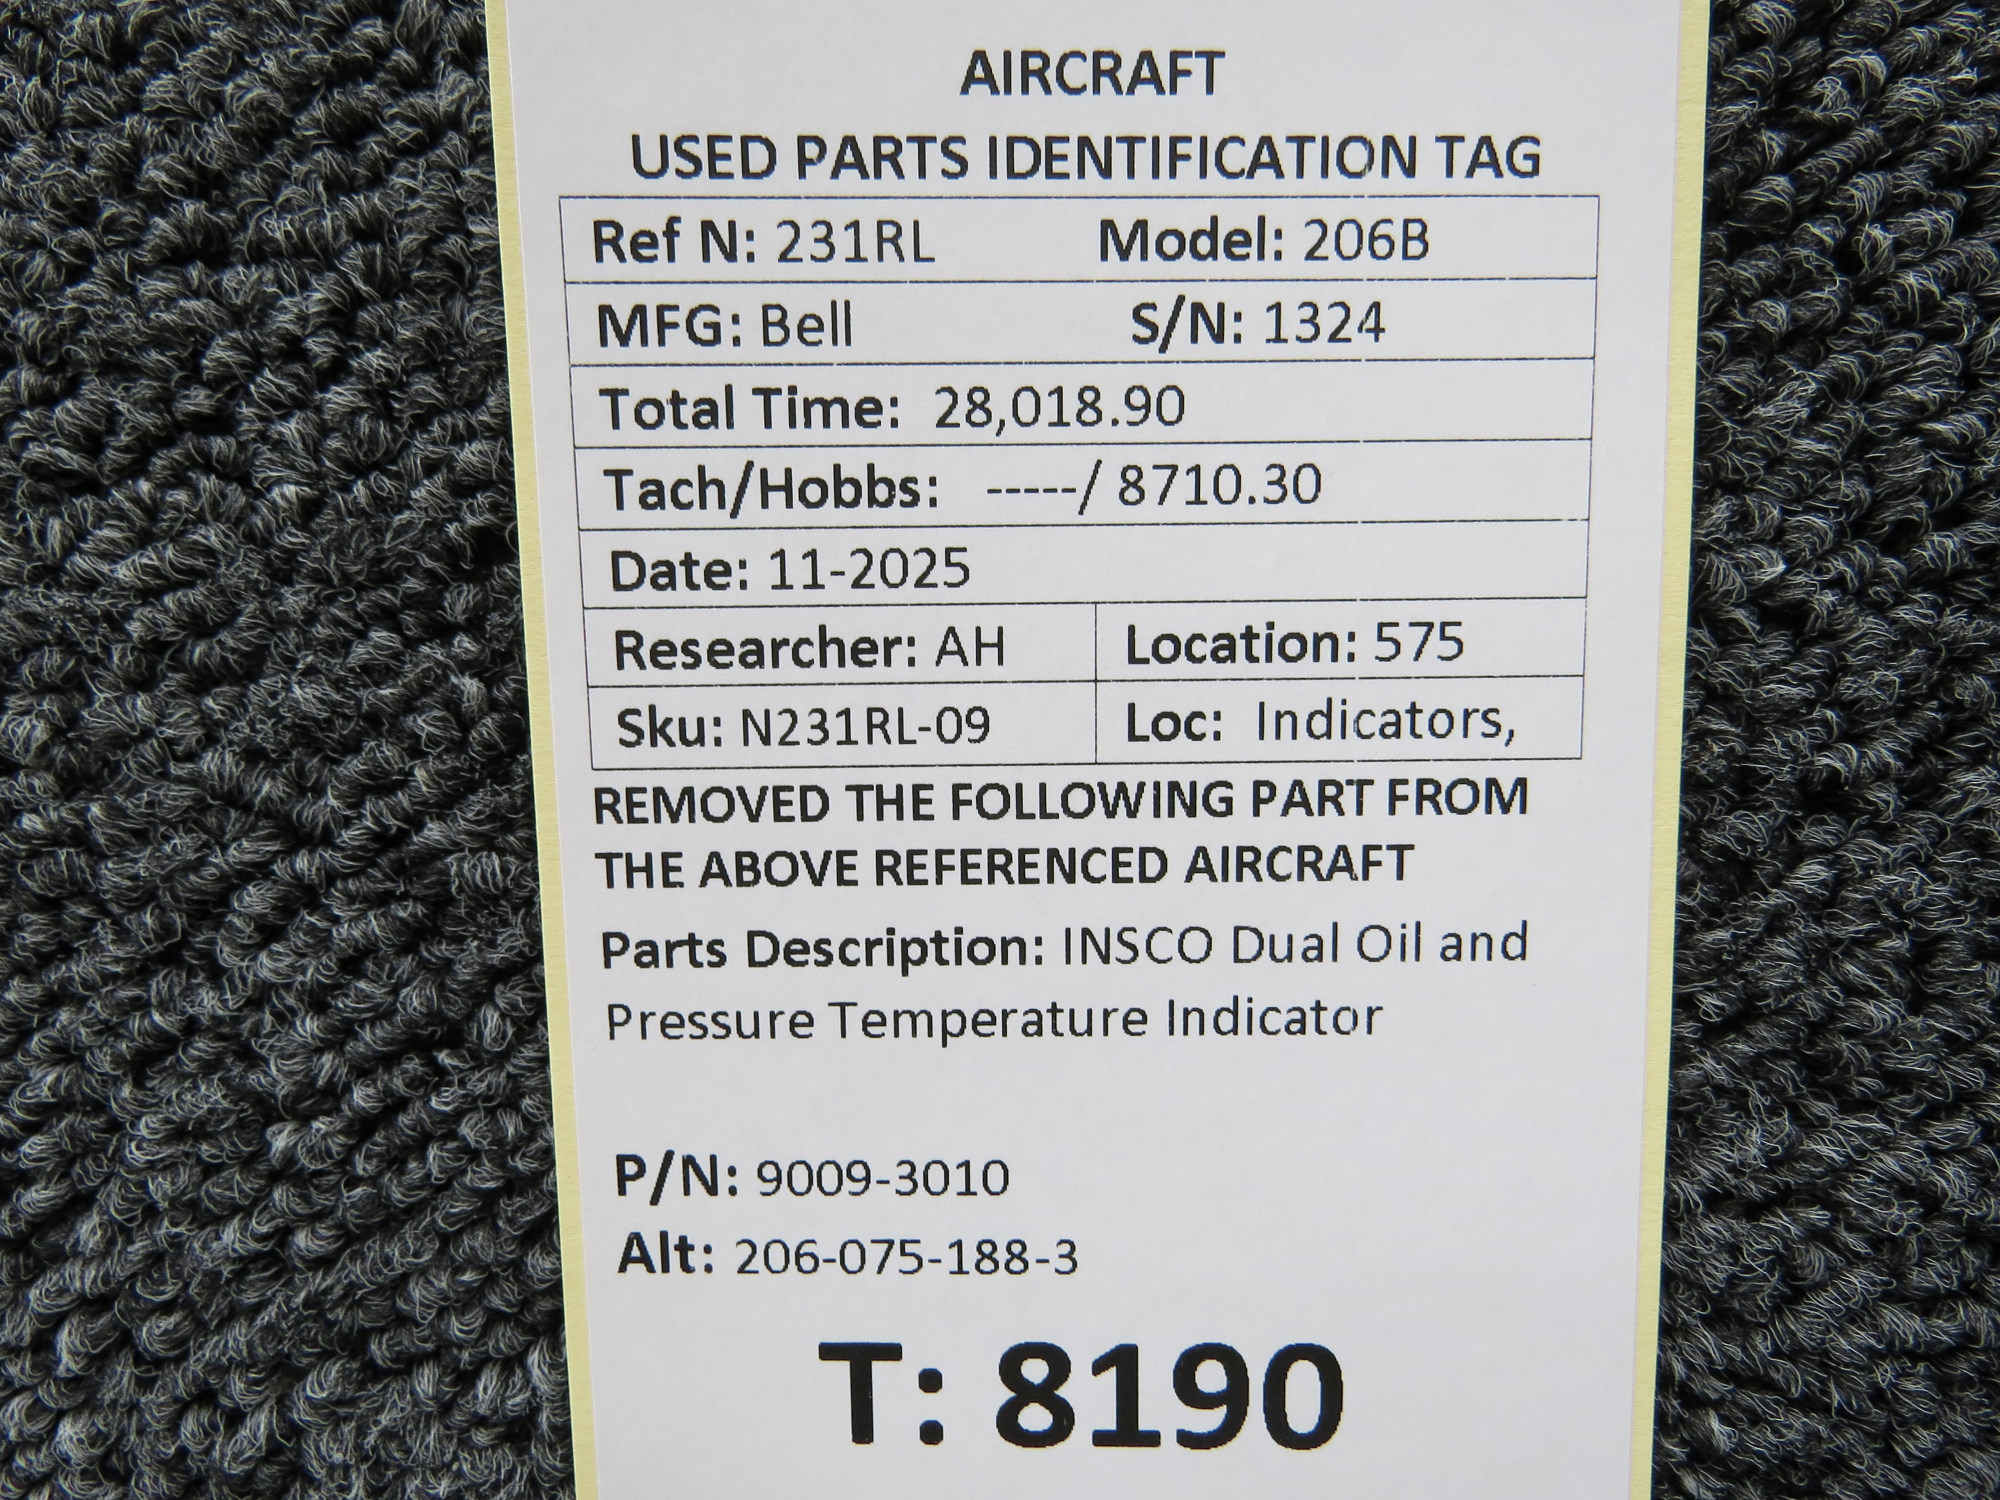 AIRCRAFT
USED PARTS IDENTIFICATION TAG
Ref N: 231RL Model: 206B
MFG: Bell S/N: 1324
Total Time: 28,018.90
Tach/Hobbs: -----/ 8710.30
Date: 11-2025
Researcher: AH Location: 575
Sku: N231RL-09 Loc: Indicators,
REMOVED THE FOLLOWING PART FROM
THE ABOVE REFERENCED AIRCRAFT
Parts Description: INSCO Dual Oil and
Pressure Temperature Indicator
P/N: 9009-3010
Alt: 206-075-188-3
T: 8190